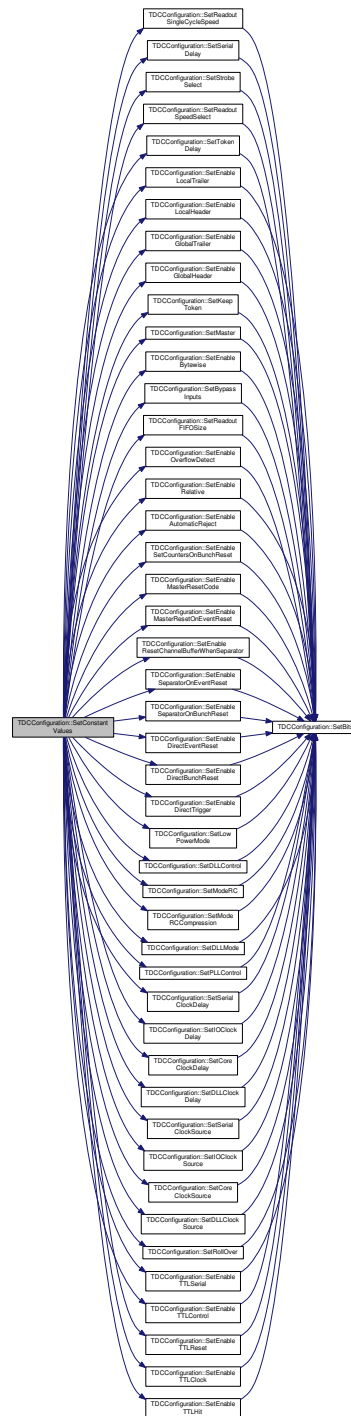 TDCConfiguration::SetReadout
SingleCycleSpeed
TDCConfiguration::SetSerial
Delay
TDCConfiguration::SetStrobe
Select
TDCConfiguration::SetReadout
SpeedSelect
TDCConfiguration::SetToken
Delay
TDCConfiguration::SetEnable
LocalTrailer
TDCConfiguration::SetEnable
LocalHeader
TDCConfiguration::SetEnable
GlobalTrailer
TDCConfiguration::SetEnable
GlobalHeader
TDCConfiguration::SetKeep
Token
TDCConfiguration::SetMaster
TDCConfiguration::SetEnable
Bytewise
TDCConfiguration::SetBypass
Inputs
TDCConfiguration::SetReadout
FIFOSize
TDCConfiguration::SetEnable
OverflowDetect
TDCConfiguration::SetEnable
Relative
TDCConfiguration::SetEnable
AutomaticReject
TDCConfiguration::SetEnable
SetCountersOnBunchReset
TDCConfiguration::SetEnable
MasterResetCode
TDCConfiguration::SetEnable
MasterResetOnEventReset
TDCConfiguration::SetEnable
ResetChannelBufferWhenSeparator
TDCConfiguration::SetEnable
SeparatorOnEventReset
TDCConfiguration::SetConstant
Values
TDCConfiguration::SetEnable
SeparatorOnBunchReset
TDCConfiguration::SetBits
TDCConfiguration::SetEnable
DirectEventReset
TDCConfiguration::SetEnable
DirectBunchReset
TDCConfiguration::SetEnable
DirectTrigger
TDCConfiguration::SetLow
PowerMode
TDCConfiguration::SetDLLControl
TDCConfiguration::SetModeRC
TDCConfiguration::SetMode
RCCompression
TDCConfiguration::SetDLLMode
TDCConfiguration::SetPLLControl
TDCConfiguration::SetSerial
ClockDelay
TDCConfiguration::SetIOClock
Delay
TDCConfiguration::SetCore
ClockDelay
TDCConfiguration::SetDLLClock
Delay
TDCConfiguration::SetSerial
ClockSource
TDCConfiguration::SetIOClock
Source
TDCConfiguration::SetCore
ClockSource
TDCConfiguration::SetDLLClock
Source
TDCConfiguration::SetRollOver
TDCConfiguration::SetEnable
TTLSerial
TDCConfiguration::SetEnable
TTLControl
TDCConfiguration::SetEnable
TTLReset
TDCConfiguration::SetEnable
TTLClock
TDCConfiguration::SetEnable
TTLHit